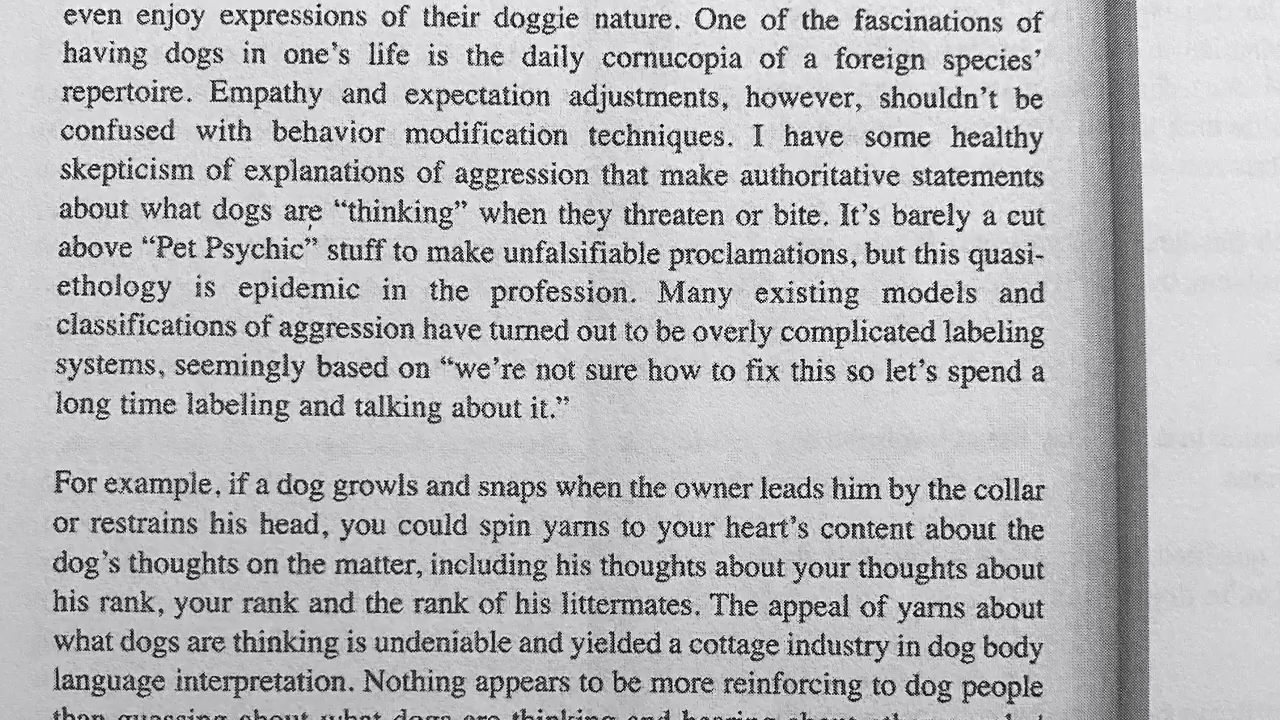 even enjoy expressions of their doggie nature. One of the fascinations of
having dogs in one's life is the daily cornucopia of a foreign species'
repertoire. Empathy and expectation adjustments, however, shouldn't be
confused with behavior modification techniques. I have some healthy
skepticism of explanations of aggression that make authoritative statements
about what dogs are “thinking” when they threaten or bite. It's barely a cut
above “Pet Psychic” stuff to make unfalsifiable proclamations, but this quasi-
ethology is epidemic in the profession. Many existing models and
classifications of aggression have turned out to be overly complicated labeling
systems, seemingly based on “we're not sure how to fix this so let's spend a
long time labeling and talking about it.”
For example, if a dog growls and snaps when the owner leads him by the collar
or restrains his head, you could spin yarns to your heart's content about the
dog's thoughts on the matter, including his thoughts about your thoughts about
his rank, your rank and the rank of his littermates. The appeal of yarns about
what dogs are thinking is undeniable and yielded a cottage industry in dog body
language interpretation. Nothing appears to be more reinforcing to dog people
than guessing about what dogs are thinking and hearing about